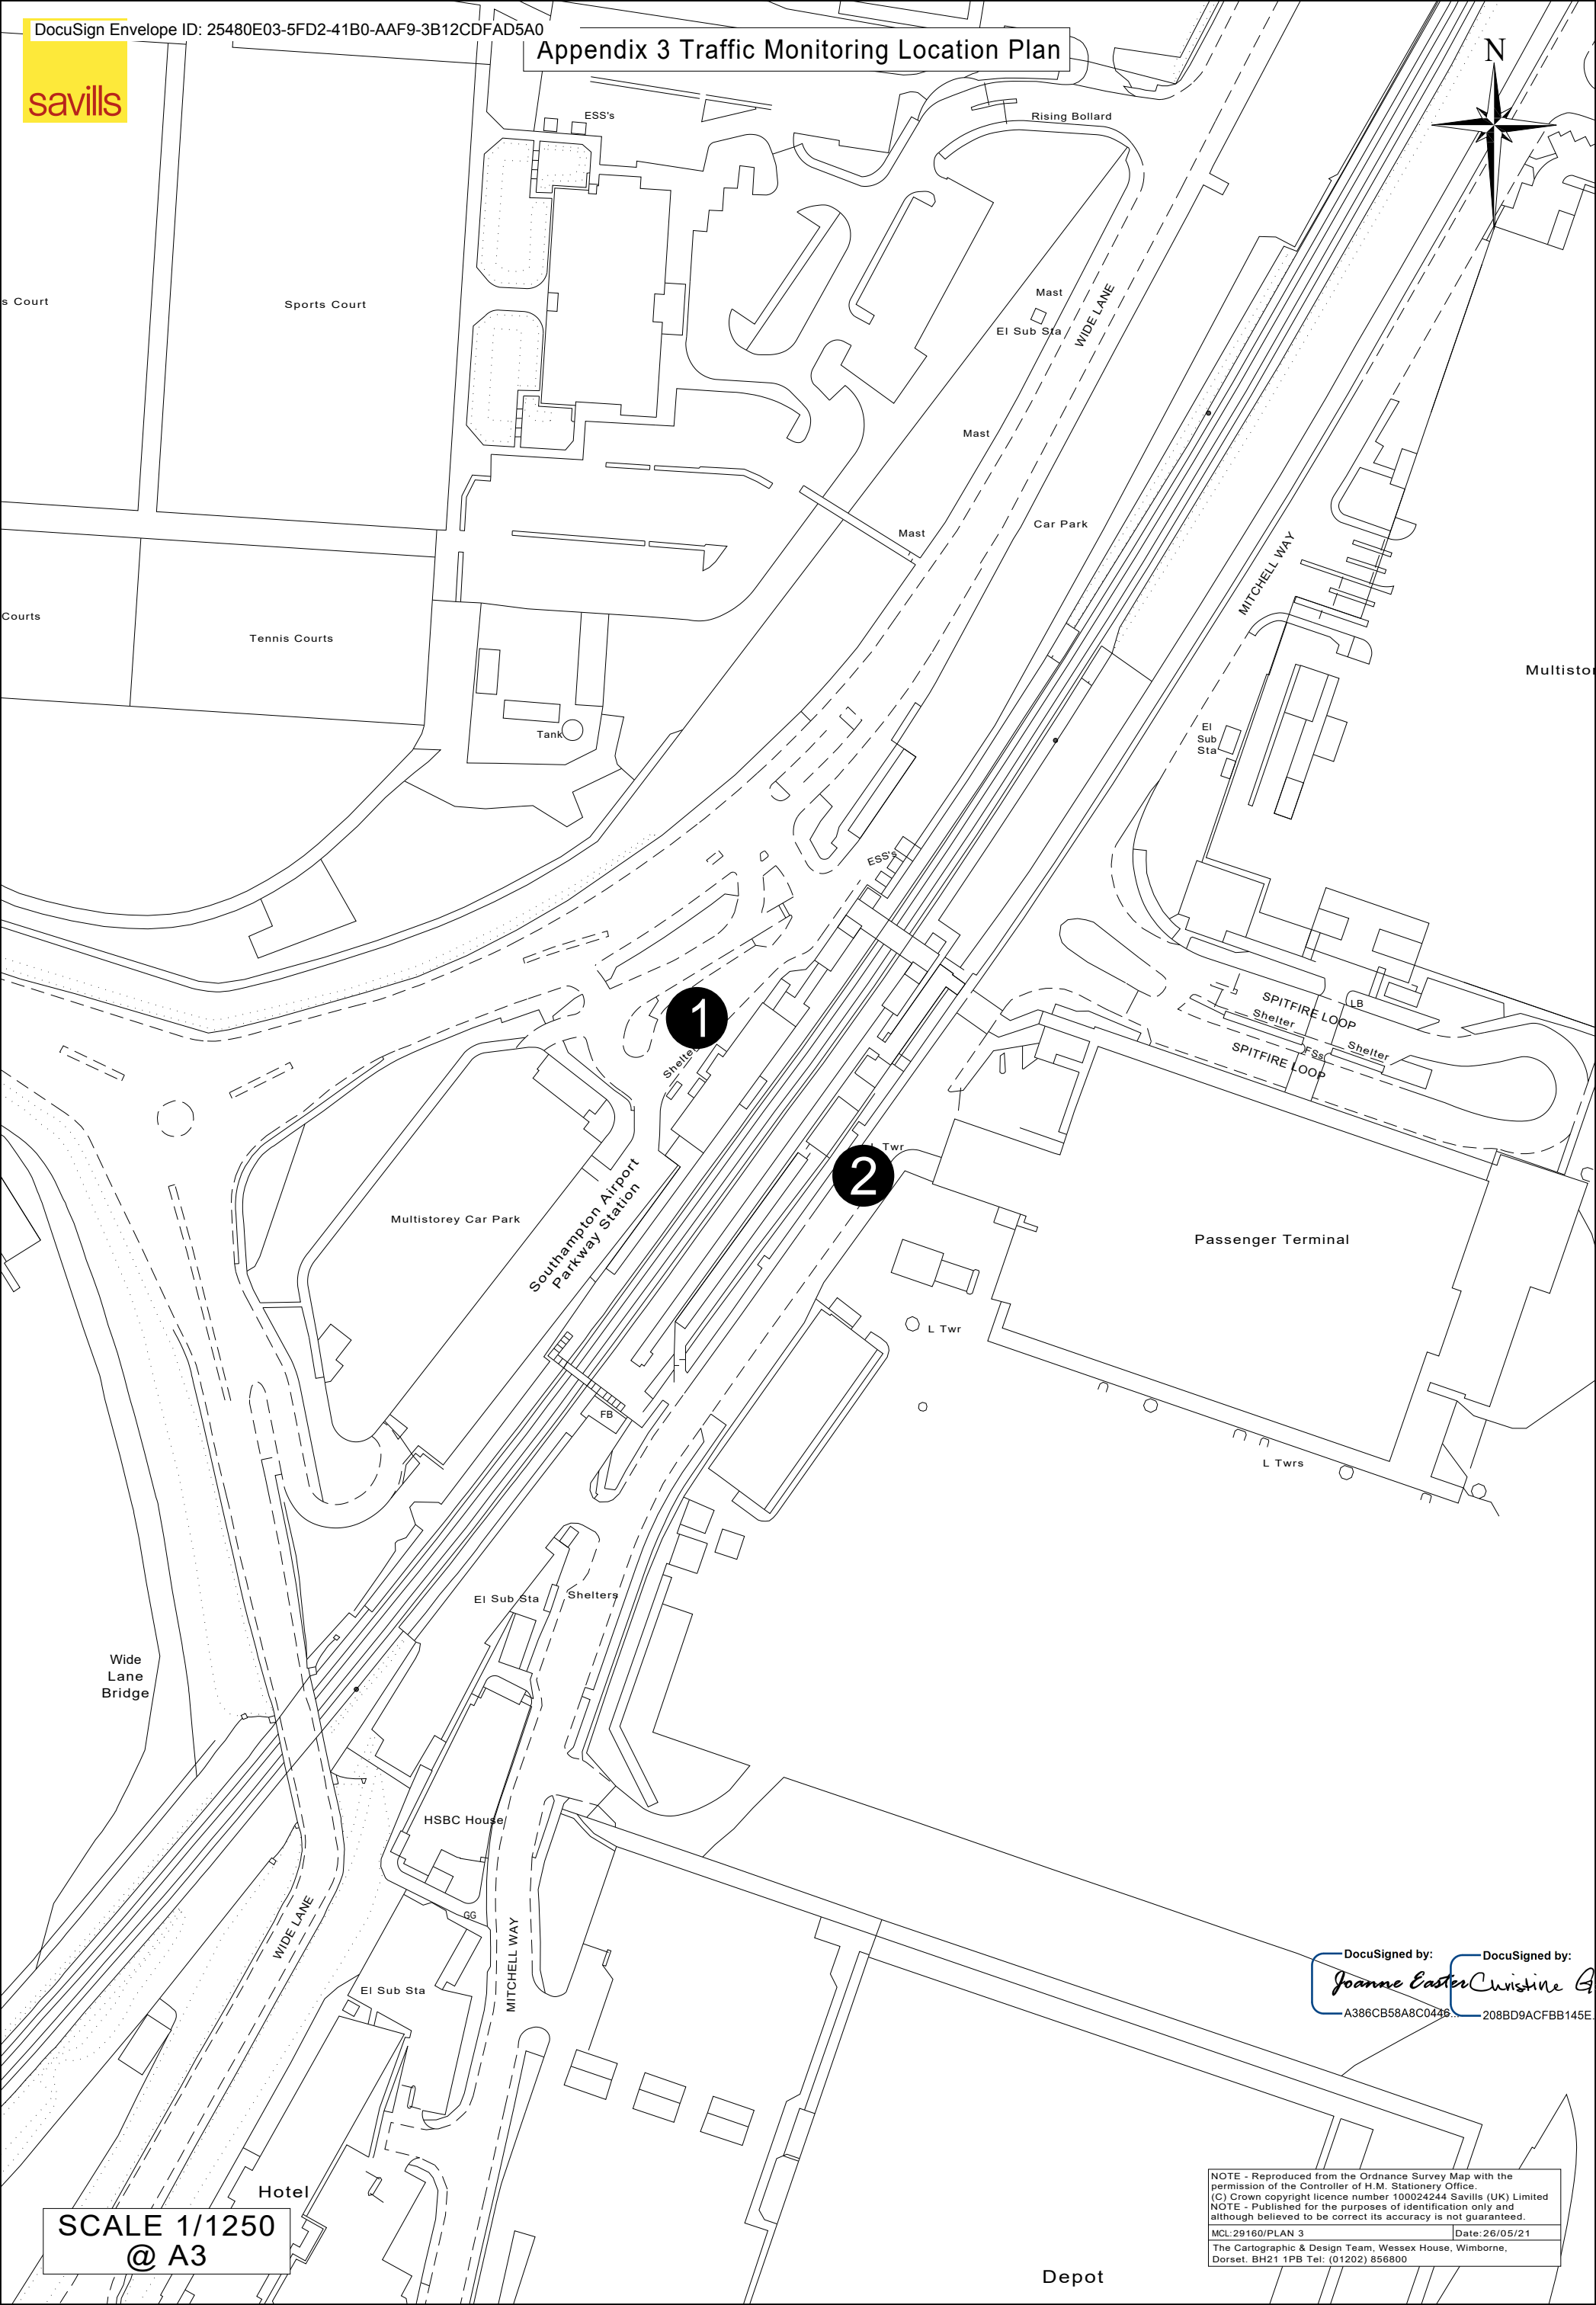 DocuSign Envelope ID: 25480E03-5FD2-41B0-AAF9-3B12CDFAD5A0
savills
Appendix 3 Traffic Monitoring Location Plan
N
ESS's
Rising Bollard
s Court
Sports Court
Mast
El Sub Sta
WIDE LANE
Mast
Mast
Car Park
MITCHELL WAY
Courts
Tennis Courts
Multistor
Tank
El
Sub
Sta
ESS's
1
Shelter
SPITFIRE LOOP
LB
Shelter
SPITFIRE LOOP
FSs
Shelter
2
L Twr
Multistorey Car Park
Southampton Airport
Parkway Station
Passenger Terminal
L Twr
FB
L Twrs
El Sub Sta
Shelters
Wide
Lane
Bridge
HSBC House
GG
WIDE LANE
MITCHELL WAY
El Sub Sta
DocuSigned by:
Joanne Easter
A386CB58A8C0446...
DocuSigned by:
Christine
208BD9ACFBB145E.
Hotel
SCALE 1/1250
@ A3
Depot
NOTE - Reproduced from the Ordnance Survey Map with the
permission of the Controller of H.M. Stationery Office.
(C) Crown copyright licence number 100024244 Savills (UK) Limited
NOTE - Published for the purposes of identification only and
although believed to be correct its accuracy is not guaranteed.
MCL:29160/PLAN 3
Date:26/05/21
The Cartographic & Design Team, Wessex House, Wimborne,
Dorset. BH21 1PB Tel: (01202) 856800